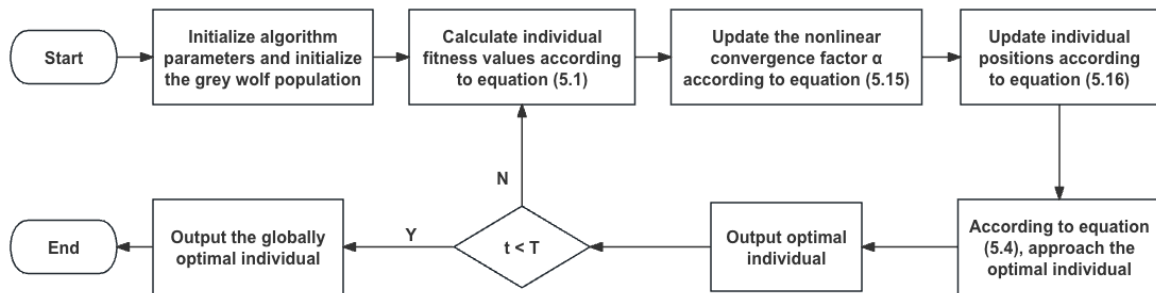 Start
Initialize algorithm
parameters and initialize
the grey wolf population
Calculate individual
fitness values according
to equation (5.1)
Update the nonlinear
convergence factor α
according to equation (5.15)
Update individual
positions according
to equation (5.16)
According to equation
(5.4), approach the
optimal individual
Output optimal
individual
t < T
N
Y
Output the globally
optimal individual
End